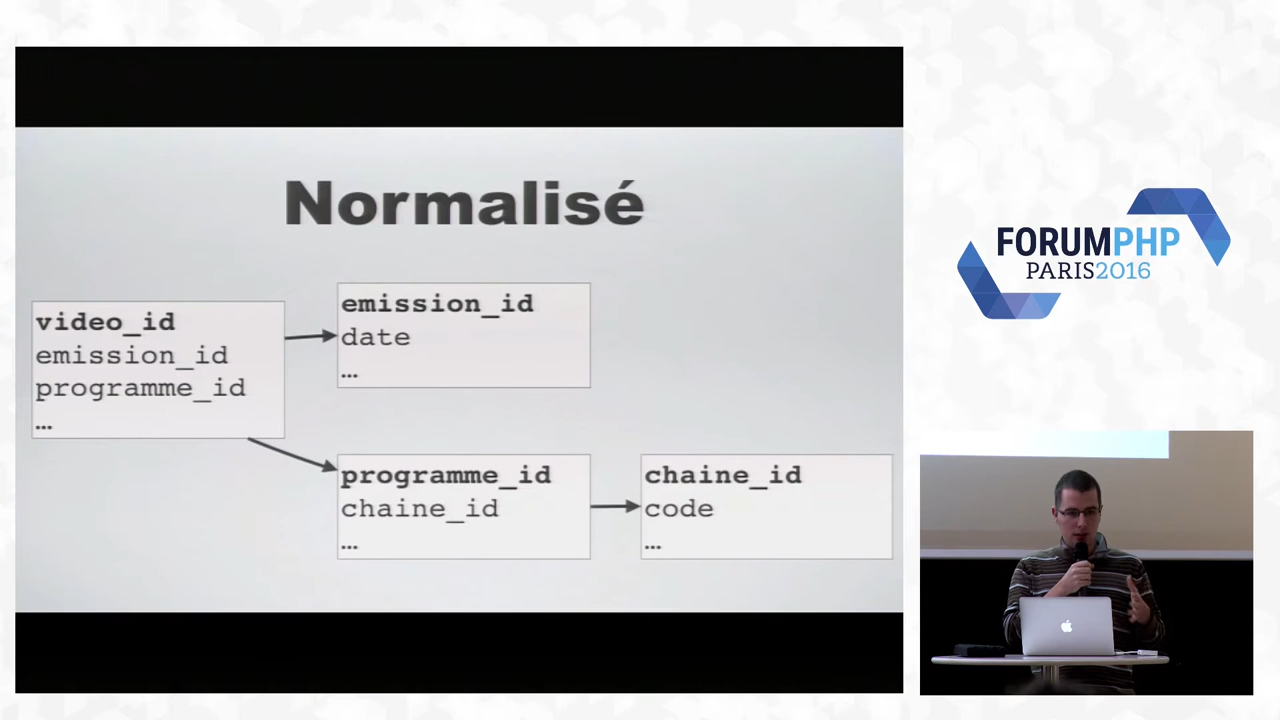 Normalisé
video_id
emission_id
programme_id
…
emission_id
date
…
programme_id
chaine_id
…
chaine_id
code
…
FORUMPHP
PARIS2016